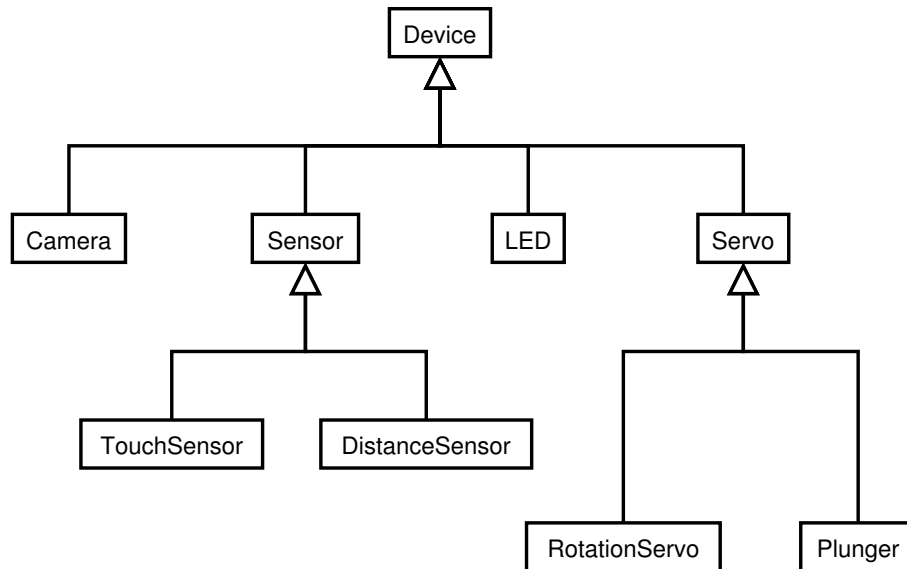 Device
Camera
Sensor
LED
Servo
TouchSensor
DistanceSensor
RotationServo
Plunger